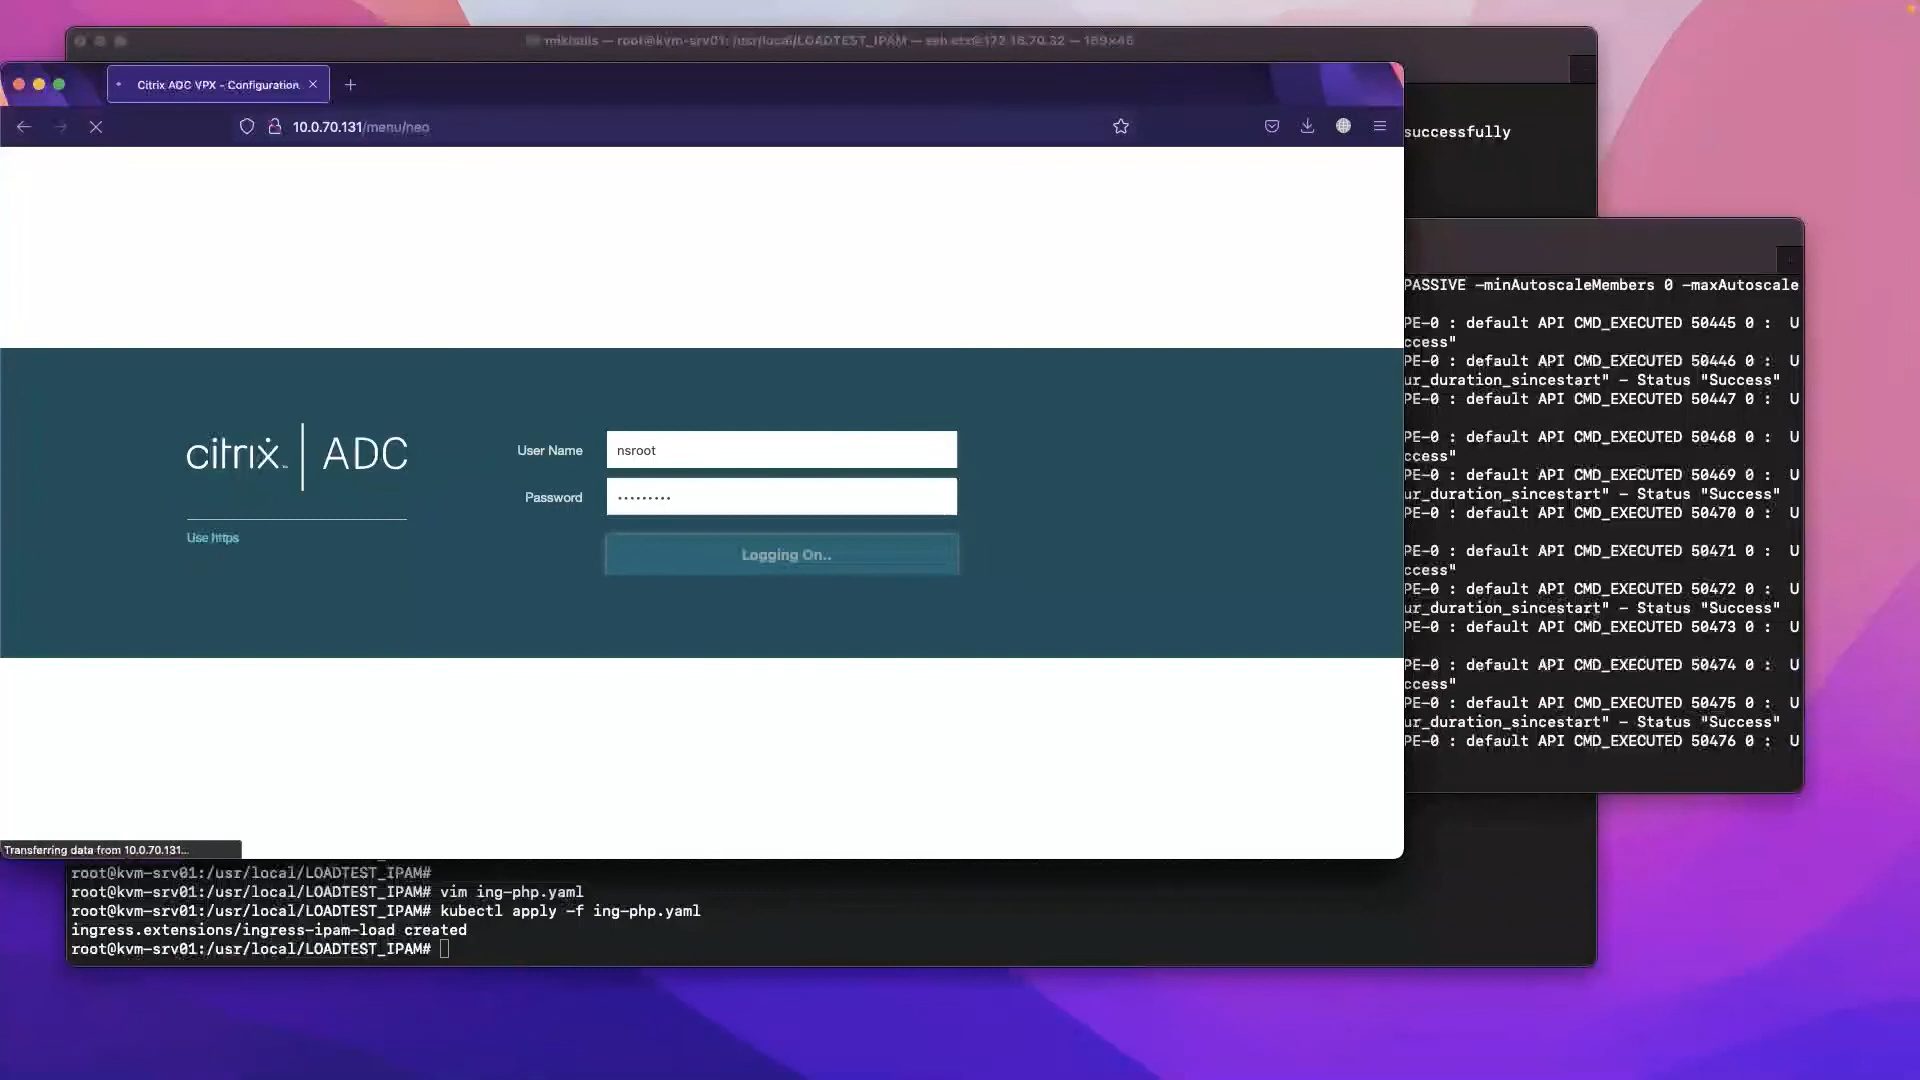 mikhails — root@kvm-srv01: /usr/local/LOADTEST_IPAM — ssh
Citrix ADC VPX - Configuration
10.0.70.131/menu/neo
successfully
PASSIVE -minAutoscaleMembers 0 -maxAutoscale
PE-0 : default API CMD_EXECUTED 50445 0 :  U
ccess"
PE-0 : default API CMD_EXECUTED 50446 0 :  U
ur_duration_sincestart" - Status "Success"
PE-0 : default API CMD_EXECUTED 50447 0 :  U
PE-0 : default API CMD_EXECUTED 50468 0 :  U
ccess"
PE-0 : default API CMD_EXECUTED 50469 0 :  U
ur_duration_sincestart" - Status "Success"
PE-0 : default API CMD_EXECUTED 50470 0 :  U
PE-0 : default API CMD_EXECUTED 50471 0 :  U
ccess"
PE-0 : default API CMD_EXECUTED 50472 0 :  U
ur_duration_sincestart" - Status "Success"
PE-0 : default API CMD_EXECUTED 50473 0 :  U
PE-0 : default API CMD_EXECUTED 50474 0 :  U
ccess"
PE-0 : default API CMD_EXECUTED 50475 0 :  U
ur_duration_sincestart" - Status "Success"
PE-0 : default API CMD_EXECUTED 50476 0 :  U
citrix | ADC
Use https
User Name
nsroot
Password
Logging On..
Transferring data from 10.0.70.131...
root@kvm-srv01:/usr/local/LOADTEST_IPAM#
root@kvm-srv01:/usr/local/LOADTEST_IPAM# vim ing-php.yaml
root@kvm-srv01:/usr/local/LOADTEST_IPAM# kubectl apply -f ing-php.yaml
ingress.extensions/ingress-ipam-load created
root@kvm-srv01:/usr/local/LOADTEST_IPAM#